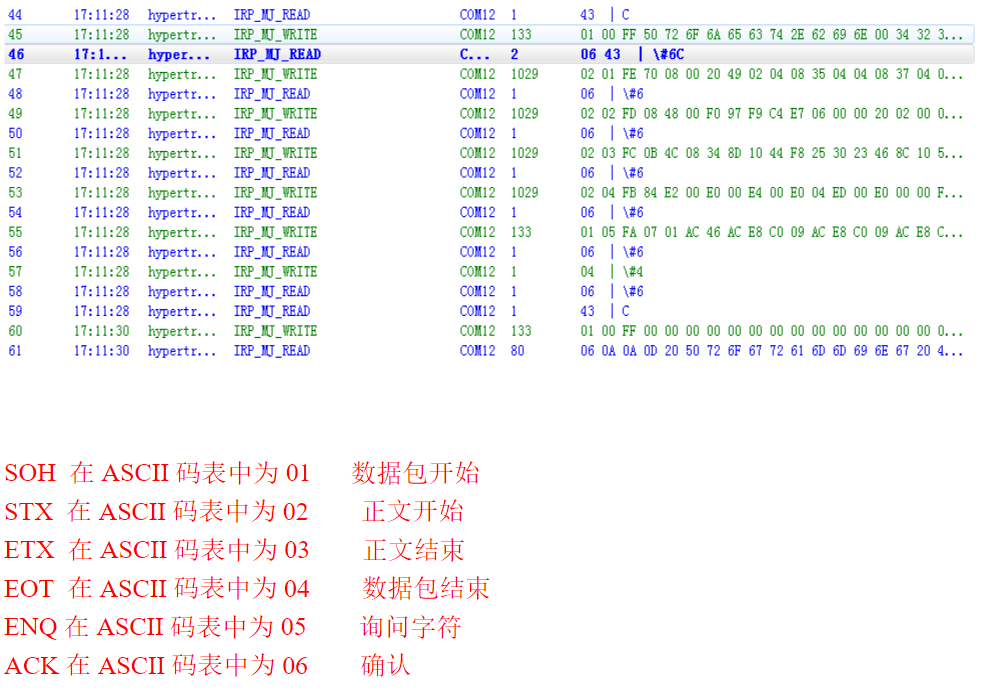 44 17:11:28 hypertr... IRP_MJ_READ COM12 1 43 | C
45 17:11:28 hypertr... IRP_MJ_WRITE COM12 133 01 00 FF 50 72 6F 6A 65 63 74 2E 62 69 6E 00 34 32 3...
46 17:1... hyper... IRP_MJ_READ C... 2 06 43 | \#6C
47 17:11:28 hypertr... IRP_MJ_WRITE COM12 1029 02 01 FE 70 08 00 20 49 02 04 08 35 04 04 08 37 04 0...
48 17:11:28 hypertr... IRP_MJ_READ COM12 1 06 | \#6
49 17:11:28 hypertr... IRP_MJ_WRITE COM12 1029 02 02 FD 08 48 00 F0 97 F9 C4 E7 06 00 00 20 02 00 0...
50 17:11:28 hypertr... IRP_MJ_READ COM12 1 06 | \#6
51 17:11:28 hypertr... IRP_MJ_WRITE COM12 1029 02 03 FC 0B 4C 08 34 8D 10 44 F8 25 30 23 46 8C 10 5...
52 17:11:28 hypertr... IRP_MJ_READ COM12 1 06 | \#6
53 17:11:28 hypertr... IRP_MJ_WRITE COM12 1029 02 04 FB 84 E2 00 E0 00 E4 00 E0 04 ED 00 E0 00 00 F...
54 17:11:28 hypertr... IRP_MJ_READ COM12 1 06 | \#6
55 17:11:28 hypertr... IRP_MJ_WRITE COM12 133 01 05 FA 07 01 AC 46 AC E8 C0 09 AC E8 C0 09 AC E8 C...
56 17:11:28 hypertr... IRP_MJ_READ COM12 1 06 | \#6
57 17:11:28 hypertr... IRP_MJ_WRITE COM12 1 04 | \#4
58 17:11:28 hypertr... IRP_MJ_READ COM12 1 06 | \#6
59 17:11:28 hypertr... IRP_MJ_READ COM12 1 43 | C
60 17:11:30 hypertr... IRP_MJ_WRITE COM12 133 01 00 FF 00 00 00 00 00 00 00 00 00 00 00 00 00 00 0...
61 17:11:30 hypertr... IRP_MJ_READ COM12 80 06 0A 0A 0D 20 50 72 6F 67 72 61 6D 6D 69 6E 67 20 4...
SOH 在 ASCII 码表中为 01 数据包开始
STX 在 ASCII 码表中为 02 正文开始
ETX 在 ASCII 码表中为 03 正文结束
EOT 在 ASCII 码表中为 04 数据包结束
ENQ 在 ASCII 码表中为 05 询问字符
ACK 在 ASCII 码表中为 06 确认